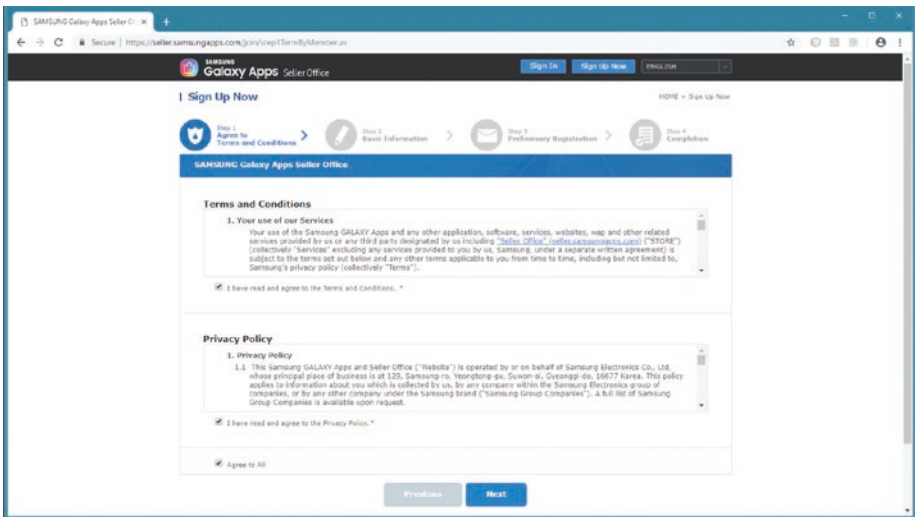 SAMSUNG Galaxy Apps Seller O
Secure | https://seller.samsungapps.com/join/step1TermByMember.as
SAMSUNG
Galaxy Apps Seller Office
Sign In
Sign Up Now
ENGLISH
Sign Up Now
HOME > Sign Up Now
Step 1
Agree to
Terms and Conditions
Step 2
Basic Information
Step 3
Preliminary Registration
Step 4
Completion
SAMSUNG Galaxy Apps Seller Office
Terms and Conditions
1. Your use of our Services
Your use of the Samsung GALAXY Apps and any other application, software, services, websites, wap and other related
services provided by us or any third party designated by us including "Seller Office" (seller.samsungapps.com) ("STORE")
(collectively "Services" excluding any services provided to you by us, Samsung, under a separate written agreement) is
subject to the terms set out below and any other terms applicable to you from time to time, including but not limited to,
Samsung's privacy policy (collectively "Terms").
I have read and agree to the Terms and Conditions. *
Privacy Policy
1. Privacy Policy
1.1 This Samsung GALAXY Apps and Seller Office ("Website") is operated by or on behalf of Samsung Electronics Co., Ltd.
whose principal place of business is at 129, Samsung-ro, Yeongtong-gu, Suwon-si, Gyeonggi-do, 16677 Korea. This policy
applies to information about you which is collected by us, by any company within the Samsung Electronics group of
companies, or by any other company under the Samsung brand ("Samsung Group Companies"). A full list of Samsung
Group Companies is available upon request.
I have read and agree to the Privacy Policy. *
Agree to All
Previous
Next